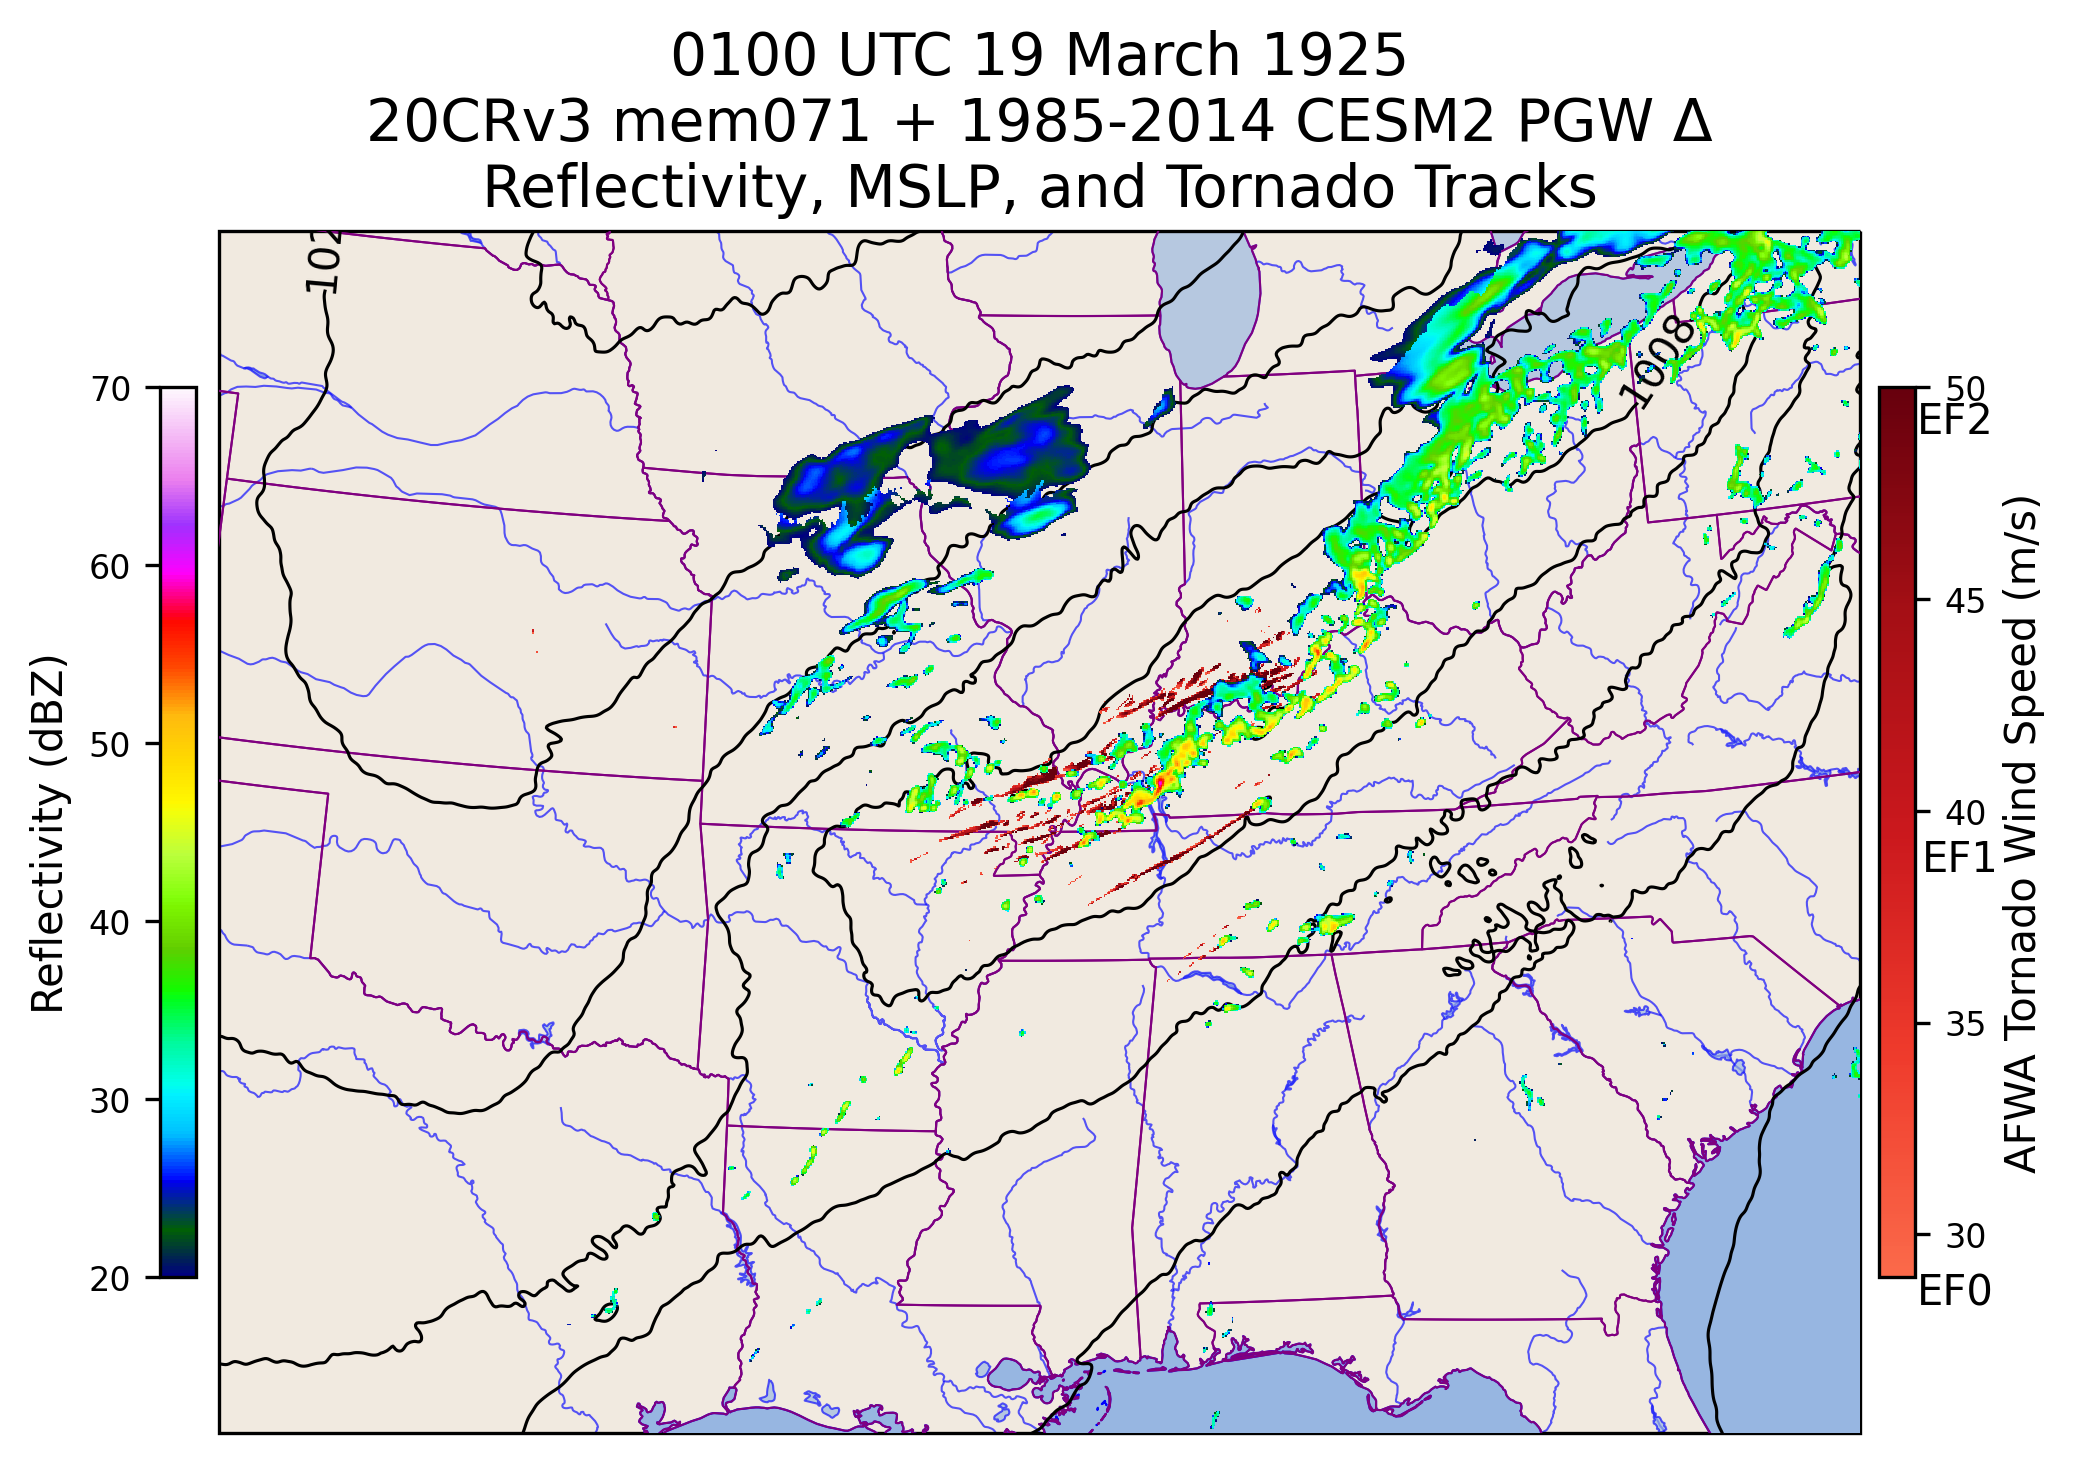 0100 UTC 19 March 1925
20CRv3 mem071 + 1985-2014 CESM2 PGW Δ
Reflectivity, MSLP, and Tornado Tracks
1008
Reflectivity (dBZ)
70
60
50
40
30
20
50
EF2
45
40
EF1
35
30
EF0
AFWA Tornado Wind Speed (m/s)